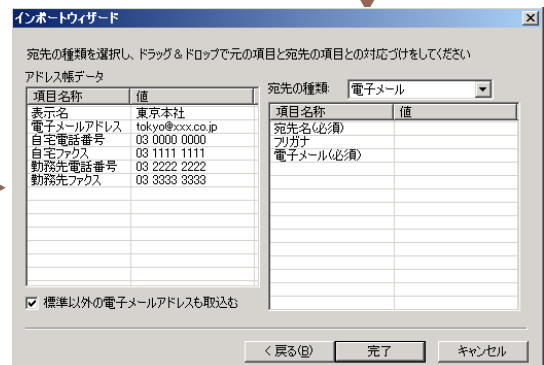 インポートウィザード
宛先の種類を選択し、ドラッグ＆ドロップで元の項目と宛先の項目との対応づけをしてください
アドレス帳データ
項目名称 値
表示名 東京本社
電子メールアドレス tokyo@xxx.co.jp
自宅電話番号 03 0000 0000
自宅ファクス 03 1111 1111
勤務先電話番号 03 2222 2222
勤務先ファクス 03 3333 3333
宛先の種類: 電子メール
項目名称 値
宛先名(必須)
フリガナ
電子メール(必須)
標準以外の電子メールアドレスも取込む
< 戻る(B) 完了 キャンセル